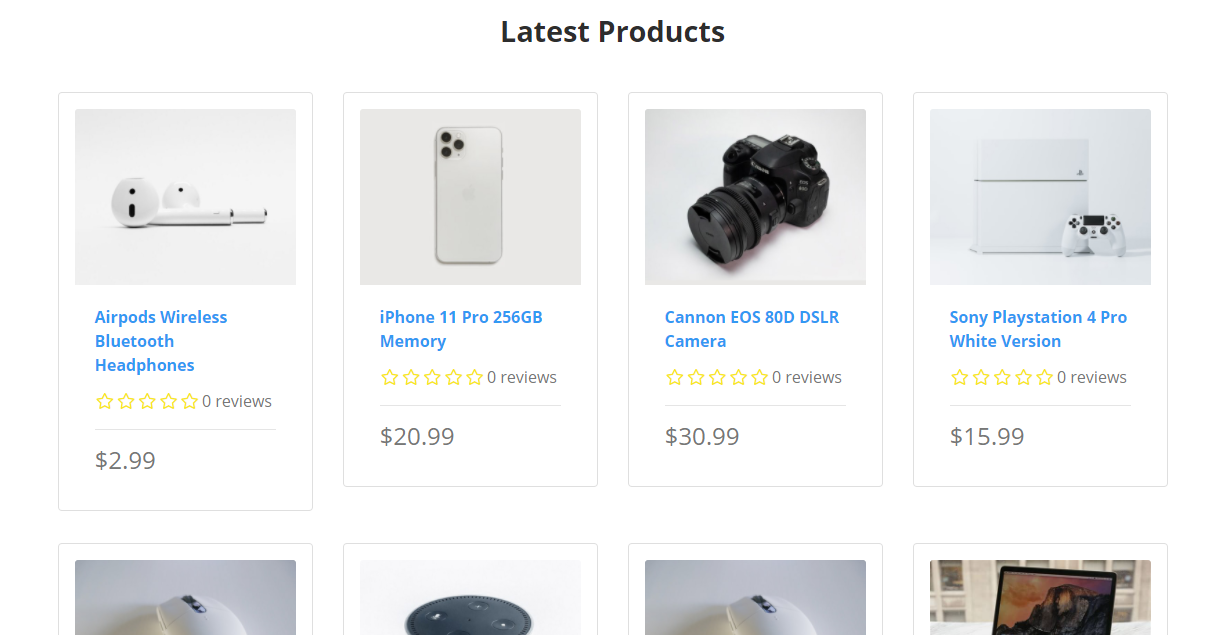 Latest Products
Airpods Wireless
Bluetooth
Headphones
0 reviews
$2.99
iPhone 11 Pro 256GB
Memory
0 reviews
$20.99
Cannon EOS 80D DSLR
Camera
0 reviews
$30.99
Sony Playstation 4 Pro
White Version
0 reviews
$15.99